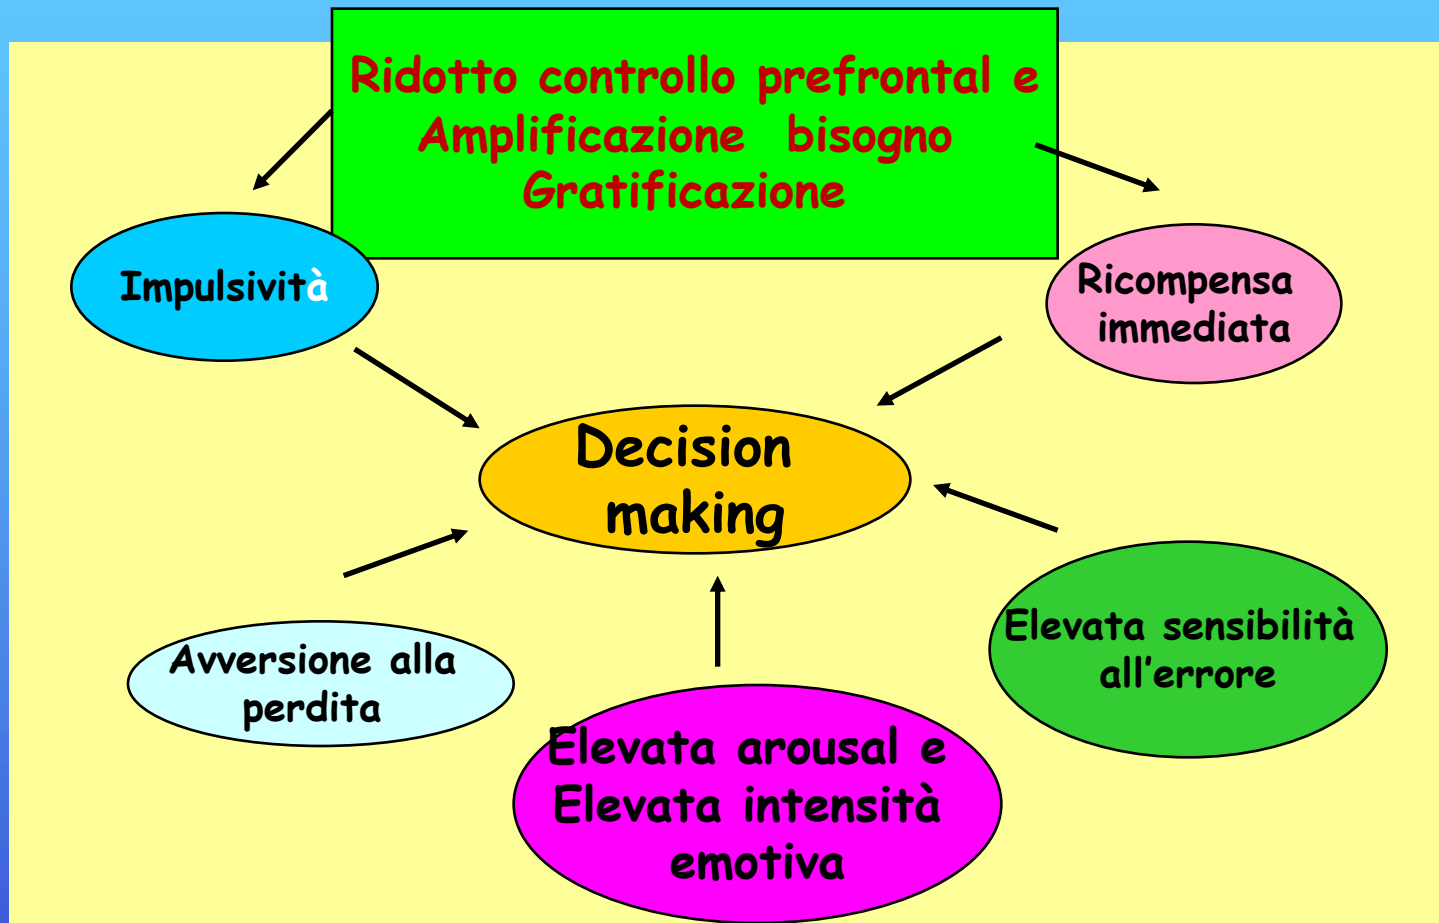 Ridotto controllo prefrontal e
Amplificazione bisogno
Gratificazione
Impulsività
Ricompensa
immediata
Decision
making
Avversione alla
perdita
Elevata sensibilità
all’errore
Elevata arousal e
Elevata intensità
emotiva